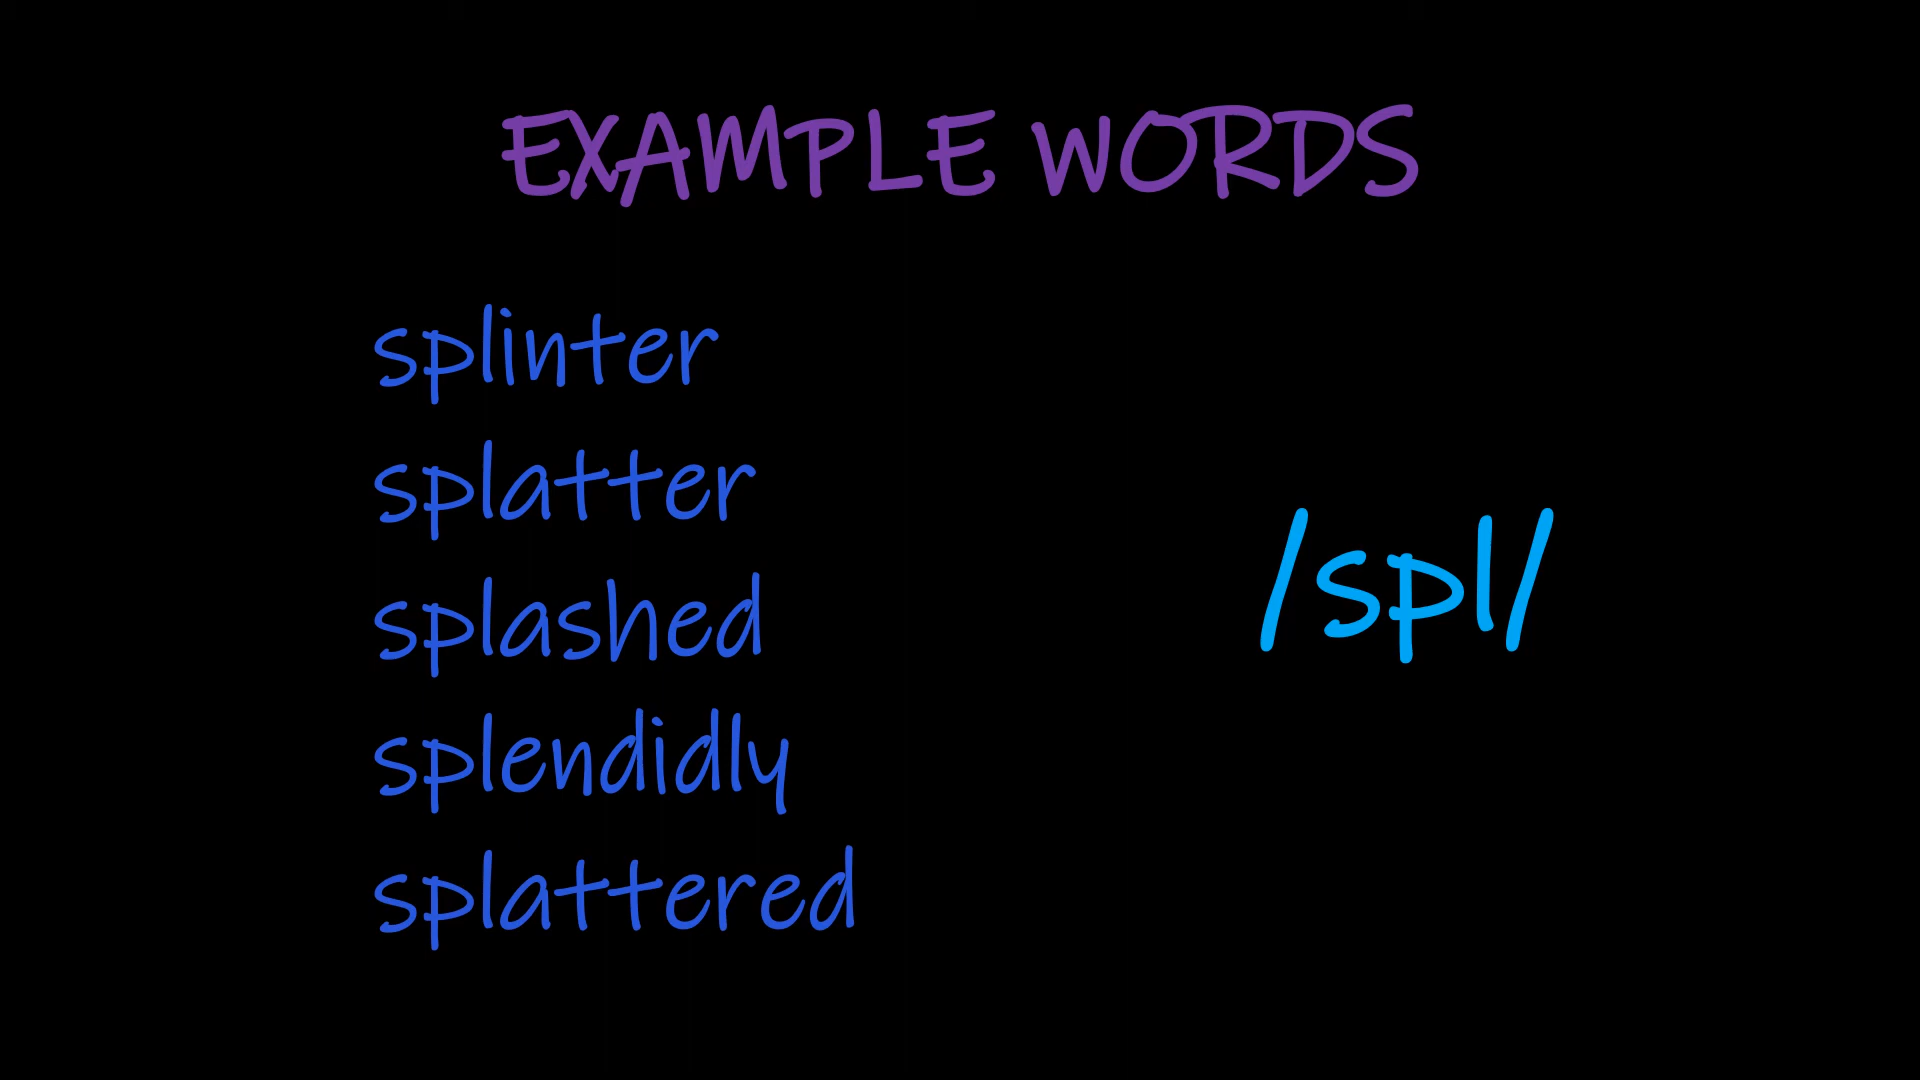 EXAMPLE WORDS
splinter
splatter
splashed
splendidly
splattered
/spl/